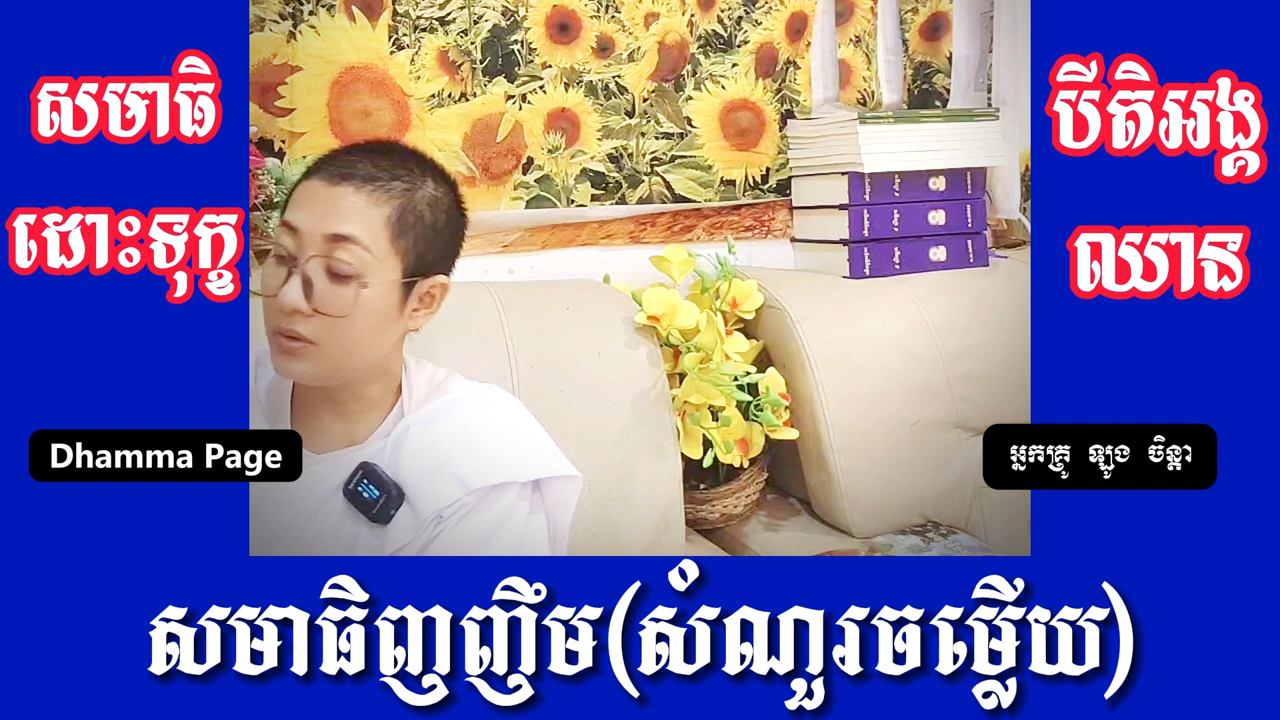 សមាធិ
ដោះទុក្ខ
បីតិអង្គ
ឈាន
Dhamma Page
អ្នកគ្រូ ឡុង ចិន្តា
សមាធិញញឹម(សំណួរចម្លើយ)